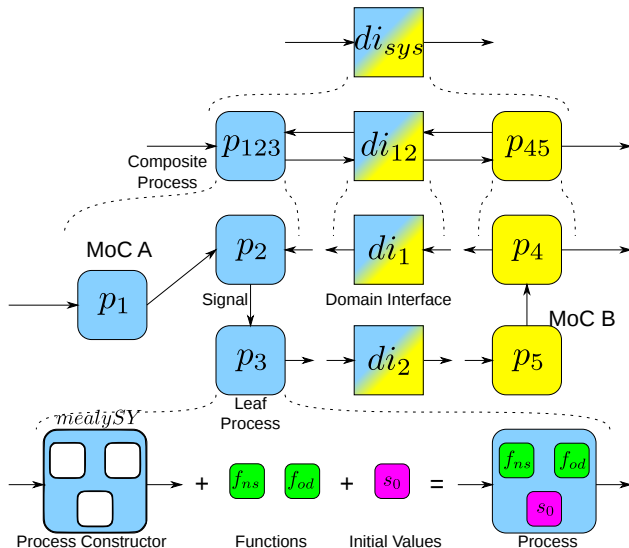 di_sys
p_123
di_12
p_45
Composite
Process
MoC A
p_2
di_1
p_4
p_1
Signal
Domain Interface
MoC B
p_3
di_2
p_5
Leaf
Process
mealySY
+ f_ns f_od + s_0 = f_ns f_od s_0
Process Constructor Functions Initial Values Process